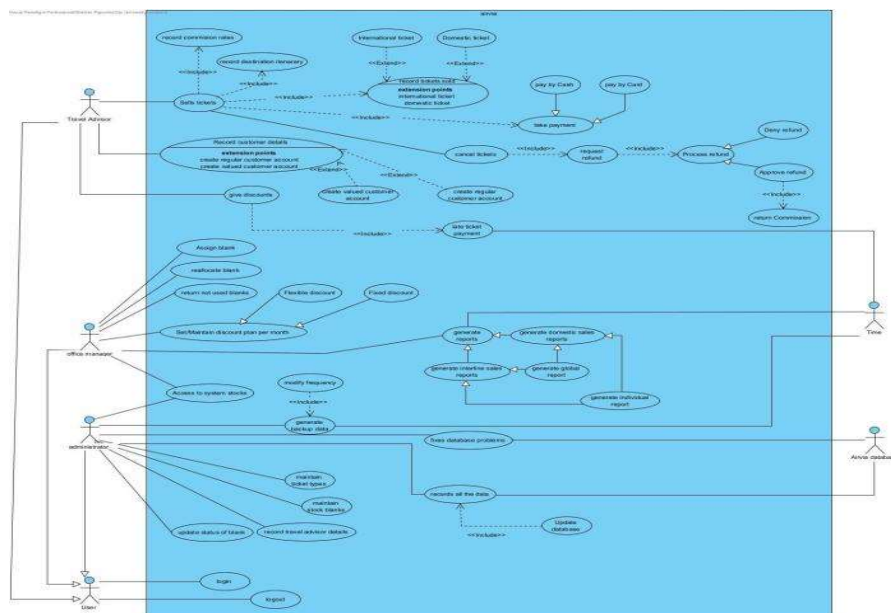 airvia
record commission rates
International ticket
Domestic ticket
record destination itinerary
<<Include>>
<<Include>>
<<Extend>>
<<Extend>>
record tickets sold
extension points
international ticket
domestic ticket
pay by Cash
pay by Card
Sells tickets
<<Include>>
Travel Advisor
<<Include>>
take payment
Deny refund
Record customer details
extension points
create regular customer account
create valued customer account
cancel tickets
<<Include>>
request
refund
<<Include>>
Process refund
<<Extend>>
<<Extend>>
Approve refund
give discounts
create valued customer
account
create regular
customer account
<<Include>>
return Commission
<<Include>>
late ticket
payment
Assign blank
reallocate blank
return not used blanks
Flexible discount
Fixed discount
Set/Maintain discount plan per month
office manager
generate
reports
generate domestic sales
reports
Time
generate interline sales
reports
generate global
report
modify frequency
Access to system stocks
<<Include>>
generate individual
report
generate
backup data
administrator
fixes database problems
maintain
ticket types
records all the data
maintain
stock blanks
update status of blank
record travel advisor details
Update
database
<<Include>>
login
logout
User